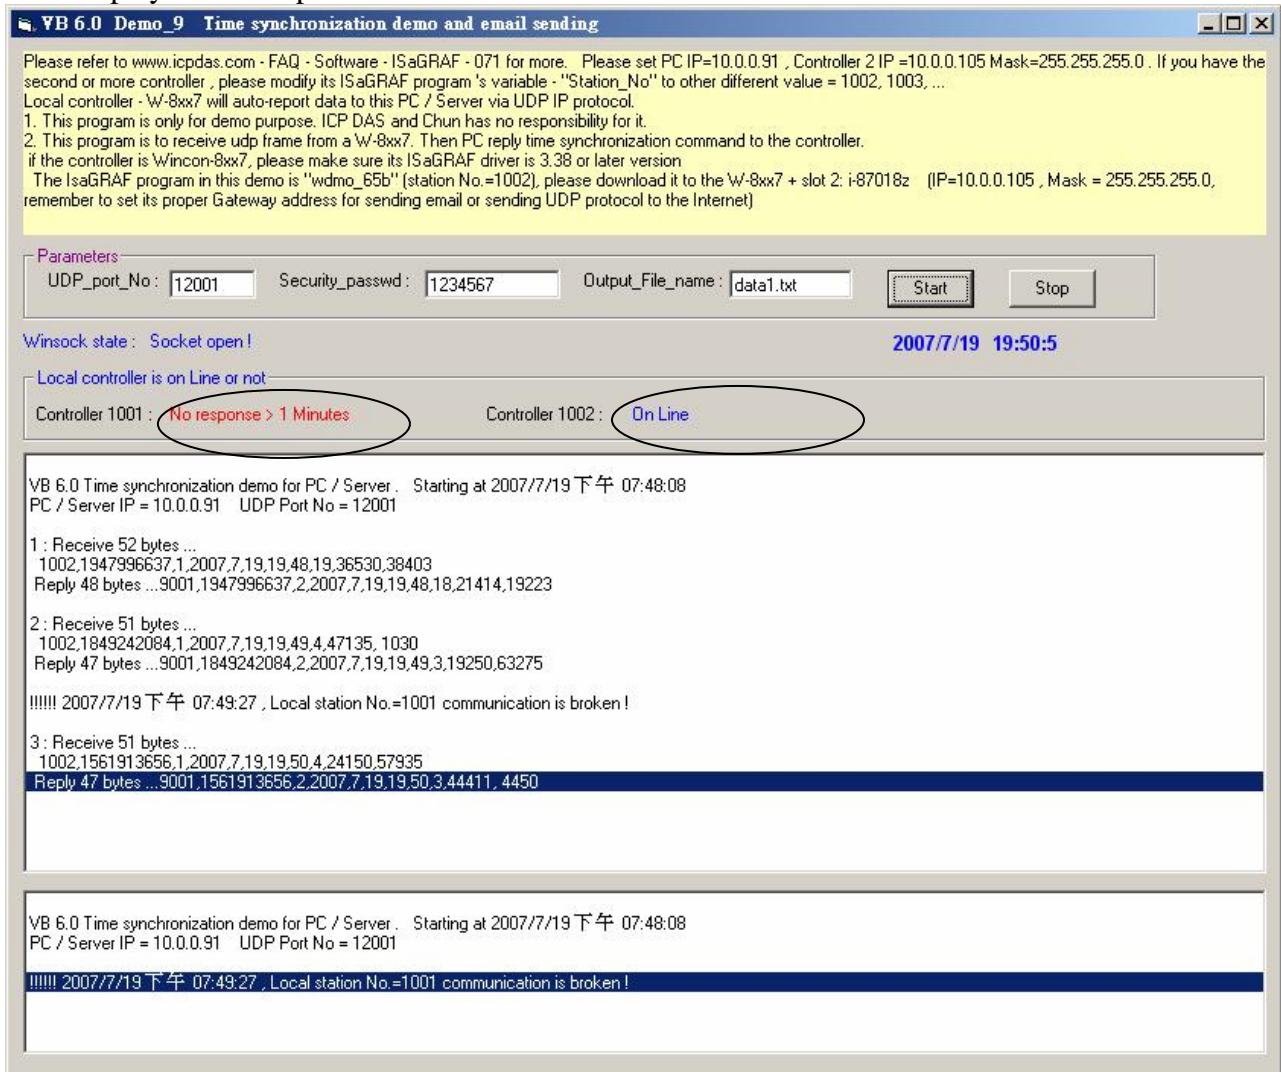 VB 6.0 Demo_9 Time synchronization demo and email sending
Please refer to www.icpdas.com - FAQ - Software - ISaGRAF - 071 for more. Please set PC IP=10.0.0.91 , Controller 2 IP =10.0.0.105 Mask=255.255.255.0 . If you have the
second or more controller , please modify its ISaGRAF program 's variable - "Station_No" to other different value = 1002, 1003, ...
Local controller - W-8xx7 will auto-report data to this PC / Server via UDP IP protocol.
1. This program is only for demo purpose. ICP DAS and Chun has no responsibility for it.
2. This program is to receive udp frame from a W-8xx7. Then PC reply time synchronization command to the controller.
if the controller is Wincon-8xx7, please make sure its ISaGRAF driver is 3.38 or later version
The IsaGRAF program in this demo is "wdmo_65b" (station No.=1002), please download it to the W-8xx7 + slot 2: i-87018z (IP=10.0.0.105 , Mask = 255.255.255.0,
remember to set its proper Gateway address for sending email or sending UDP protocol to the Internet)
Parameters
UDP_port_No : 12001 Security_passwd : 1234567 Output_File_name : data1.txt Start Stop
Winsock state : Socket open ! 2007/7/19 19:50:5
Local controller is on Line or not
Controller 1001 : No response > 1 Minutes Controller 1002 : On Line
VB 6.0 Time synchronization demo for PC / Server . Starting at 2007/7/19 下午 07:48:08
PC / Server IP = 10.0.0.91 UDP Port No = 12001
1 : Receive 52 bytes ...
1002,1947996637,1,2007,7,19,19,48,19,36530,38403
Reply 48 bytes ...9001,1947996637,2,2007,7,19,19,48,18,21414,19223
2 : Receive 51 bytes ...
1002,1849242084,1,2007,7,19,19,49,4,47135, 1030
Reply 47 bytes ...9001,1849242084,2,2007,7,19,19,49,3,19250,63275
!!!!!! 2007/7/19 下午 07:49:27 , Local station No.=1001 communication is broken !
3 : Receive 51 bytes ...
1002,1561913656,1,2007,7,19,19,50,4,24150,57935
Reply 47 bytes ...9001,1561913656,2,2007,7,19,19,50,3,44411, 4450
VB 6.0 Time synchronization demo for PC / Server . Starting at 2007/7/19 下午 07:48:08
PC / Server IP = 10.0.0.91 UDP Port No = 12001
!!!!!! 2007/7/19 下午 07:49:27 , Local station No.=1001 communication is broken !